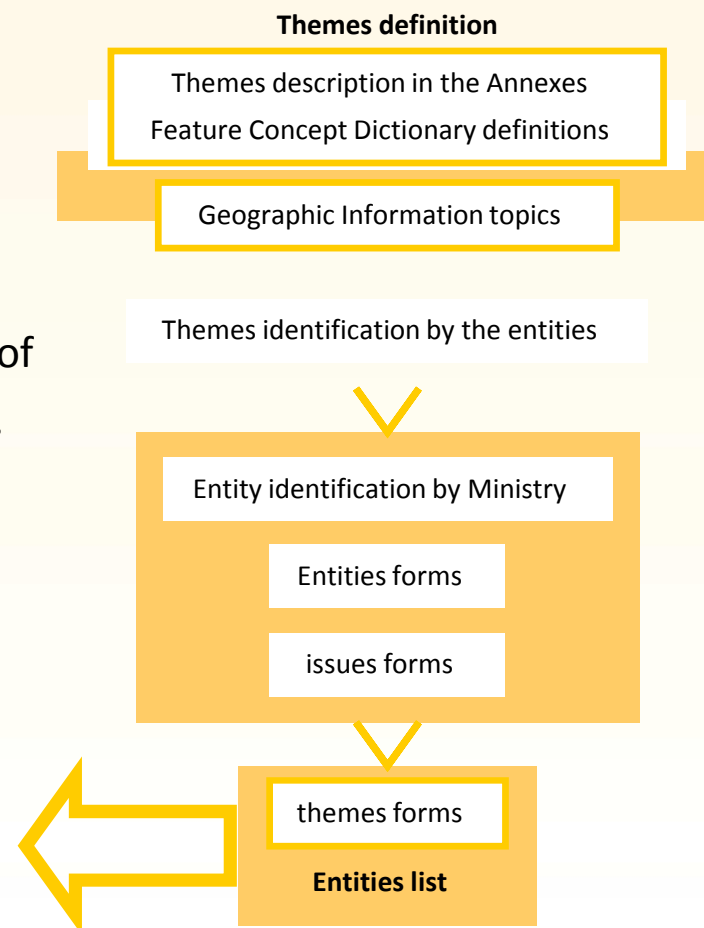 Themes definition
Themes description in the Annexes
Feature Concept Dictionary definitions
Geographic Information topics
Themes identification by the entities
of
Entity identification by Ministry
Entities forms
issues forms
themes forms
Entities list